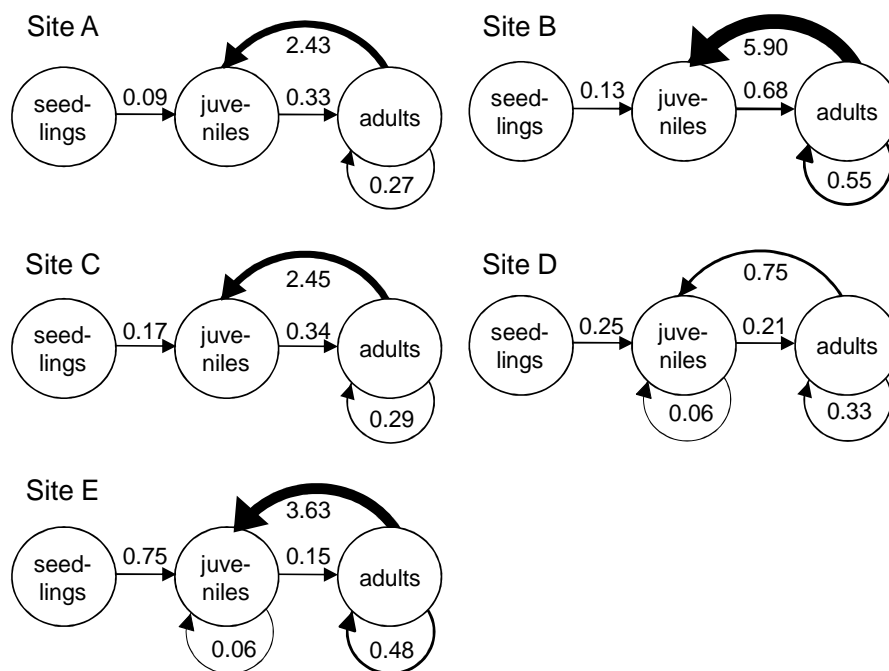 Site A
2.43
seed-
lings
0.09
juve-
niles
0.33
adults
0.27
Site B
5.90
seed-
lings
0.13
juve-
niles
0.68
adults
0.55
Site C
2.45
seed-
lings
0.17
juve-
niles
0.34
adults
0.29
Site D
0.75
seed-
lings
0.25
juve-
niles
0.21
adults
0.06
0.33
Site E
3.63
seed-
lings
0.75
juve-
niles
0.15
adults
0.06
0.48